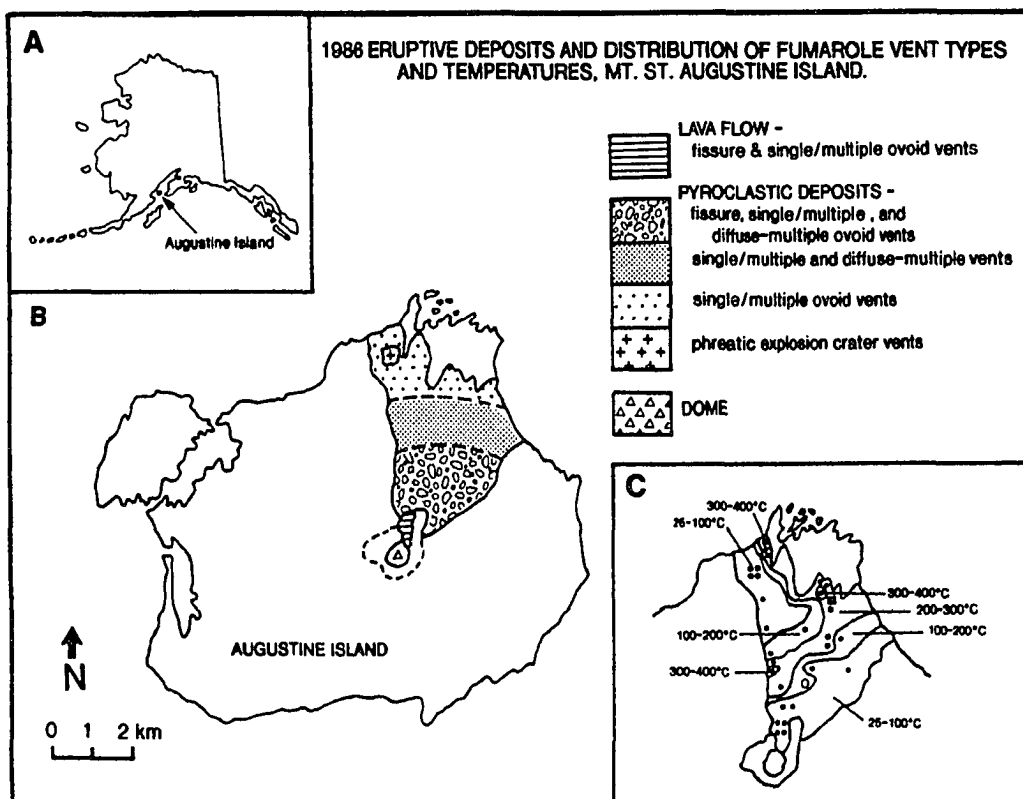 A
1986 ERUPTIVE DEPOSITS AND DISTRIBUTION OF FUMAROLE VENT TYPES
AND TEMPERATURES, MT. ST. AUGUSTINE ISLAND.
Augustine Island
LAVA FLOW -
fissure & single/multiple ovoid vents
PYROCLASTIC DEPOSITS -
fissure, single/multiple, and
diffuse-multiple ovoid vents
single/multiple and diffuse-multiple vents
single/multiple ovoid vents
phreatic explosion crater vents
DOME
B
AUGUSTINE ISLAND
N
0 1 2 km
C
300-400°C
25-100°C
300-400°C
200-300°C
100-200°C
100-200°C
300-400°C
25-100°C